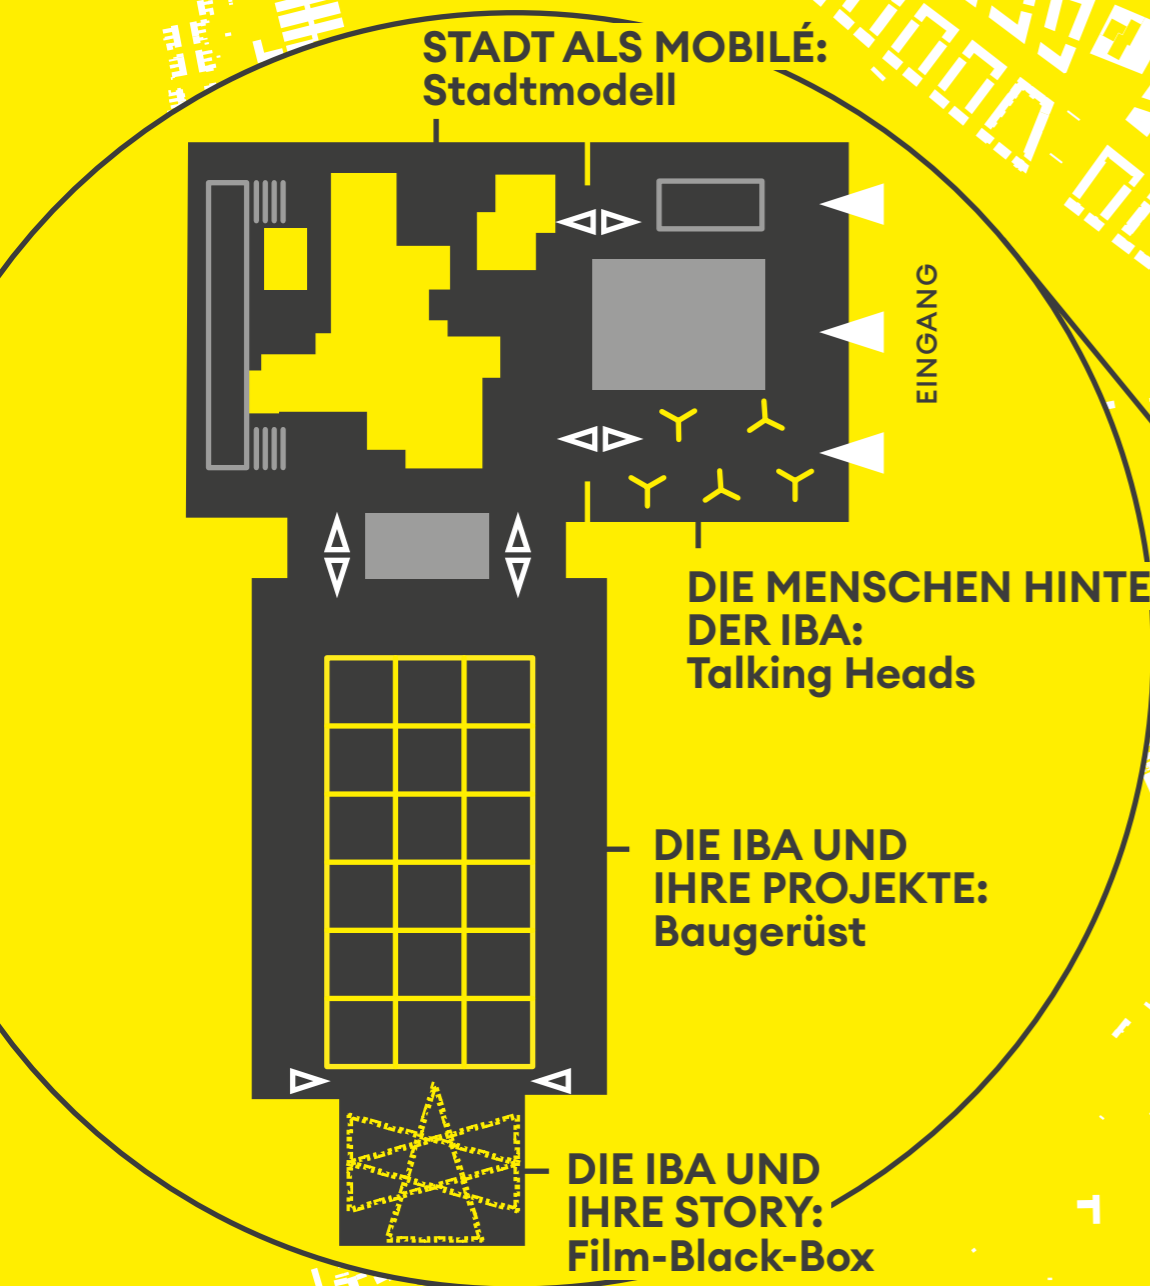 STADT ALS MOBILÉ:
Stadtmodell
EINGANG
DIE MENSCHEN HINTE
DER IBA:
Talking Heads
DIE IBA UND
IHRE PROJEKTE:
Baugerüst
DIE IBA UND
IHRE STORY:
Film-Black-Box